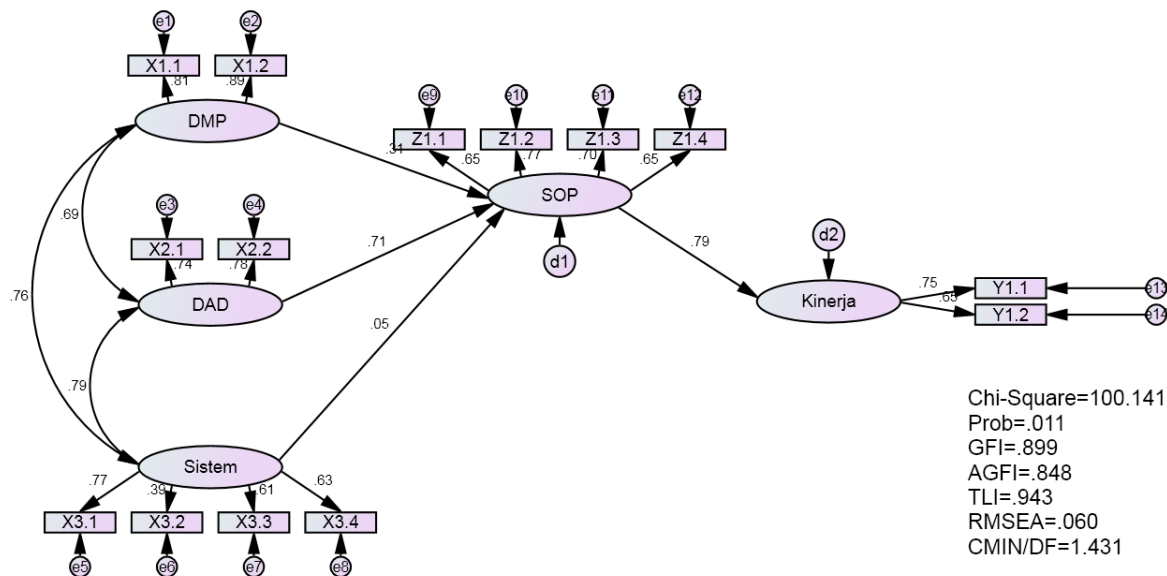 e1 e2
X1.1 X1.2
.81 .89
DMP
e9 e10 e11 e12
Z1.1 Z1.2 Z1.3 Z1.4
.31 .65 .77 .70 .65
SOP
e3 e4
.69
X2.1 X2.2
.74 .78
.71
d1
.79
d2
DAD
.76
Kinerja
.75
Y1.1
e13
.65
Y1.2
e14
.05
.79
Sistem
.77 .39 .61 .63
X3.1 X3.2 X3.3 X3.4
e5 e6 e7 e8
Chi-Square=100.141
Prob=.011
GFI=.899
AGFI=.848
TLI=.943
RMSEA=.060
CMIN/DF=1.431